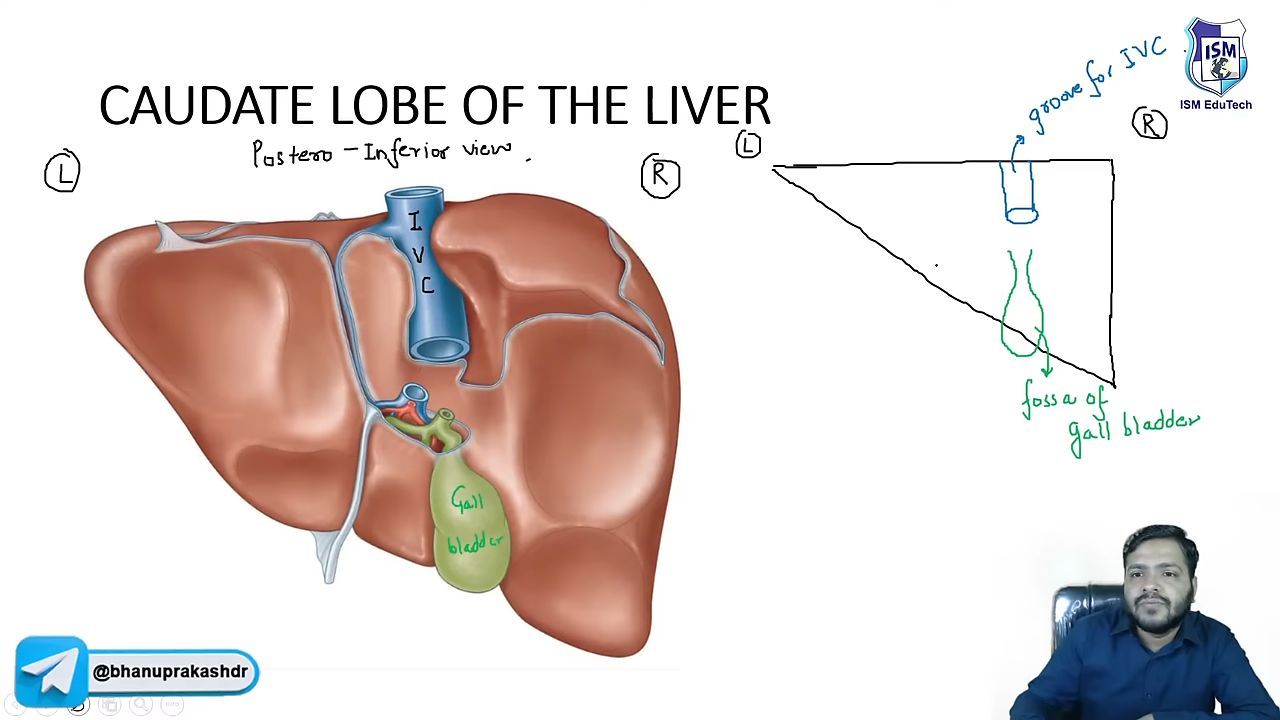 CAUDATE LOBE OF THE LIVER
Postero - Inferior view
L
R
I
V
C
Gall
bladder
L
R
groove for IVC
fossa of
gall bladder
ISM
ISM EduTech
@bhanuprakashdr